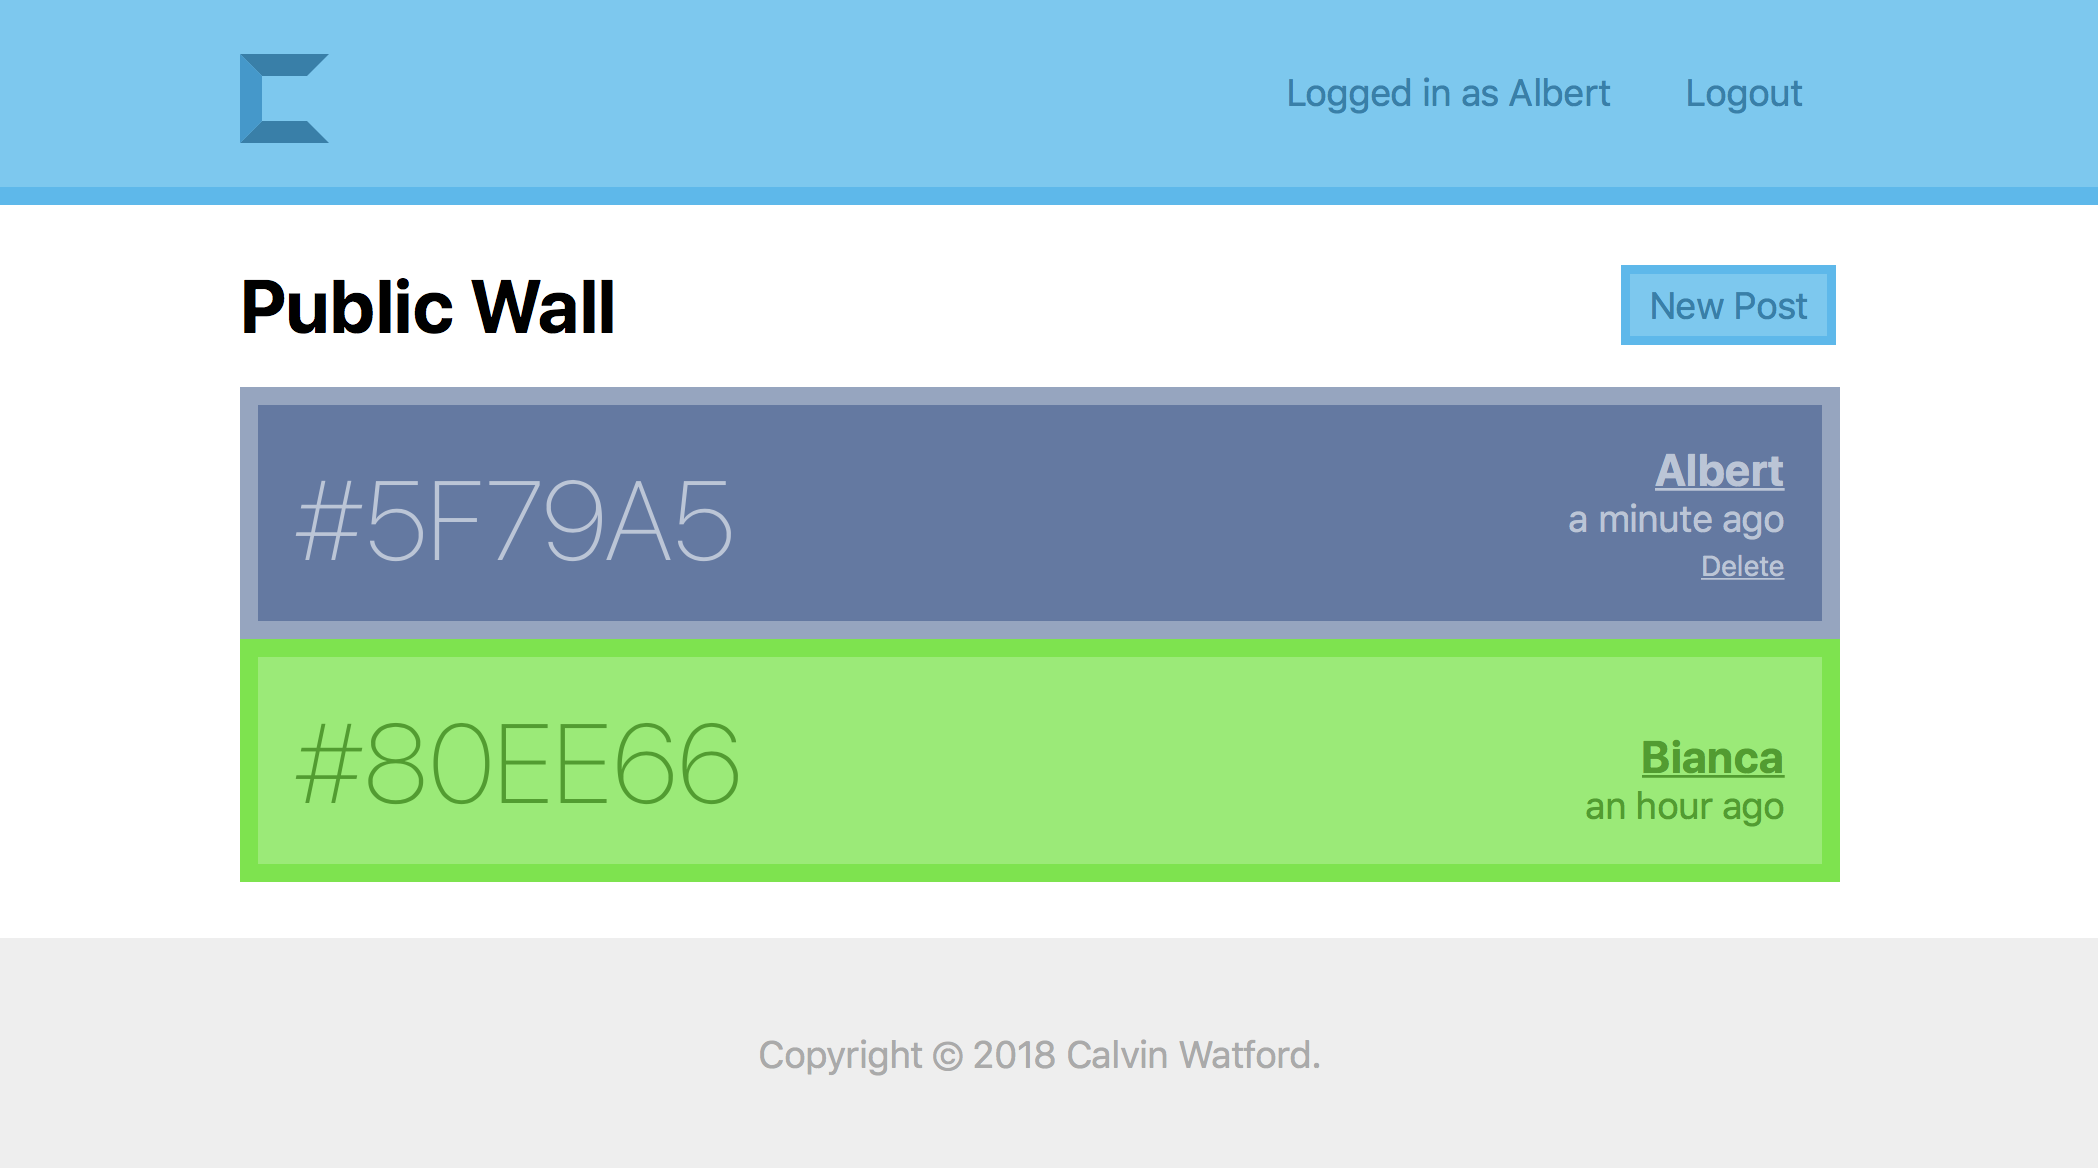 Logged in as Albert
Logout
Public Wall
New Post
#5F79A5
Albert
a minute ago
Delete
#80EE66
Bianca
an hour ago
Copyright © 2018 Calvin Watford.